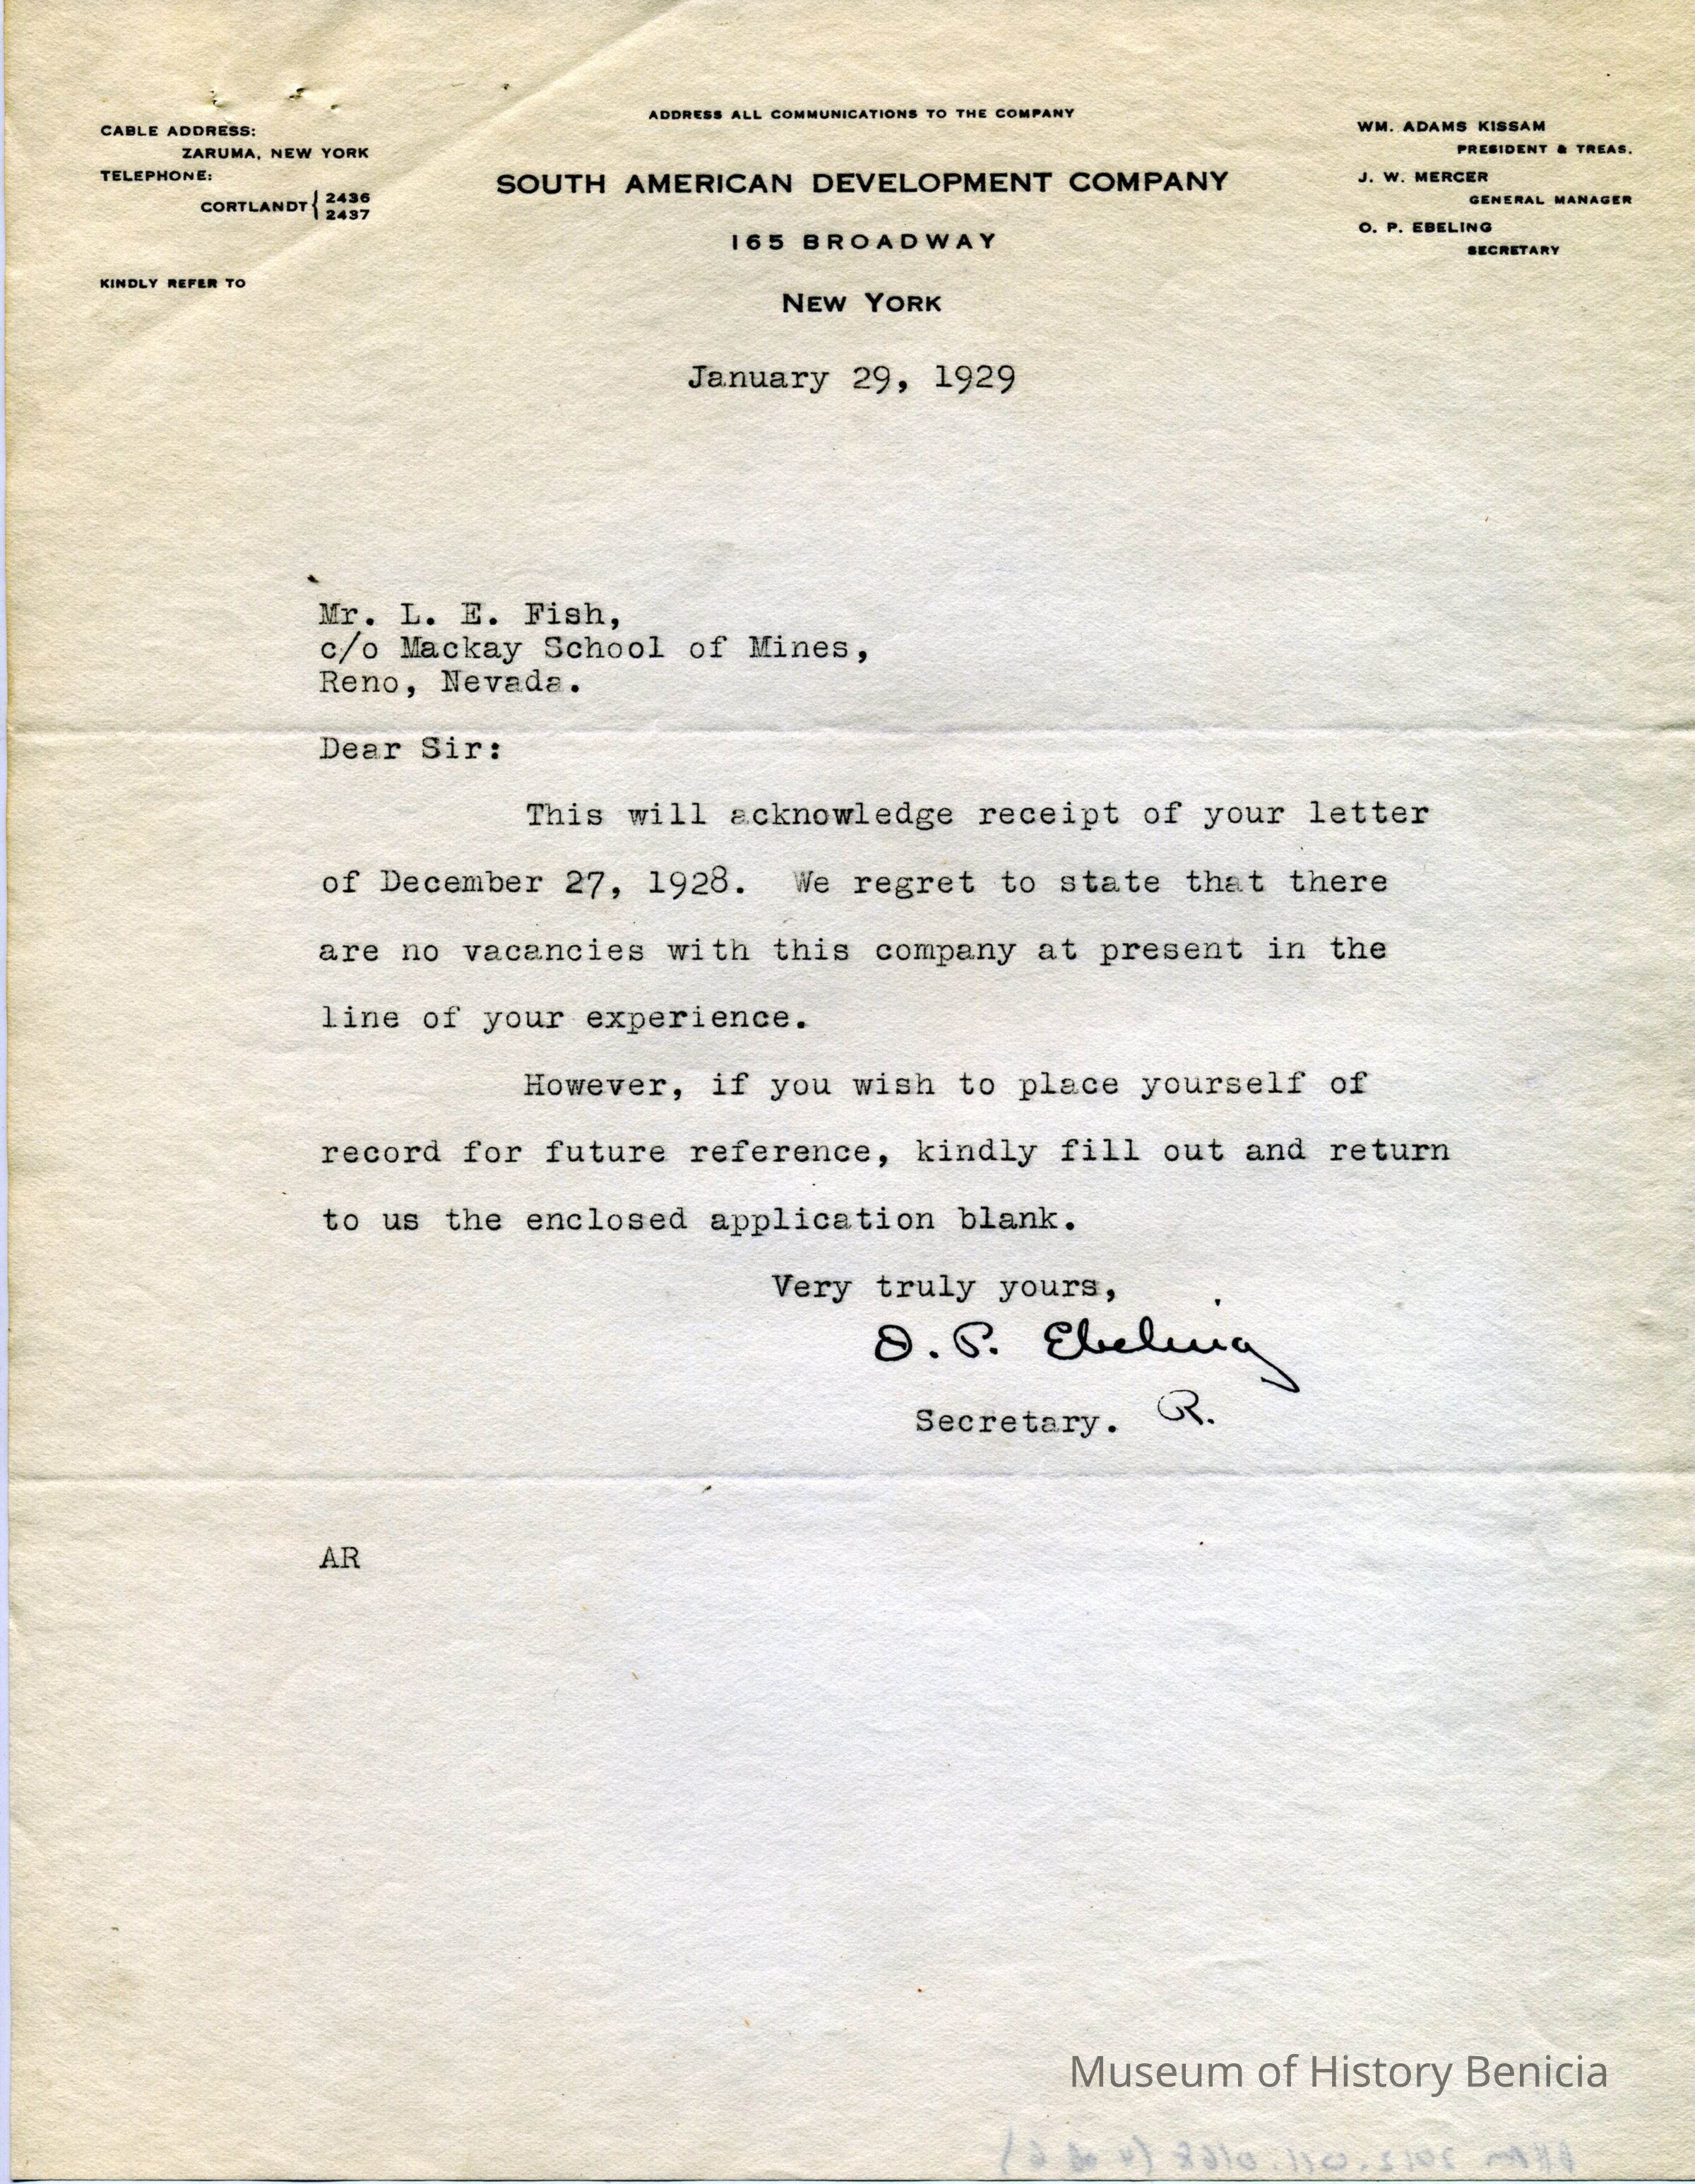 ADDRESS ALL COMMUNICATIONS TO THE COMPANY
CABLE ADDRESS:
ZARUMA, NEW YORK
TELEPHONE:
CORTLANDT { 2436
2437
KINDLY REFER TO
SOUTH AMERICAN DEVELOPMENT COMPANY
165 BROADWAY
NEW YORK
WM. ADAMS KISSAM
PRESIDENT & TREAS.
J. W. MERCER
GENERAL MANAGER
O. P. EBELING
SECRETARY
January 29, 1929
Mr. L. E. Fish,
c/o Mackay School of Mines,
Reno, Nevada.
Dear Sir:
This will acknowledge receipt of your letter
of December 27, 1928. We regret to state that there
are no vacancies with this company at present in the
line of your experience.
However, if you wish to place yourself of
record for future reference, kindly fill out and return
to us the enclosed application blank.
Very truly yours,
O. P. Ebeling
Secretary. R.
AR
Museum of History Benicia